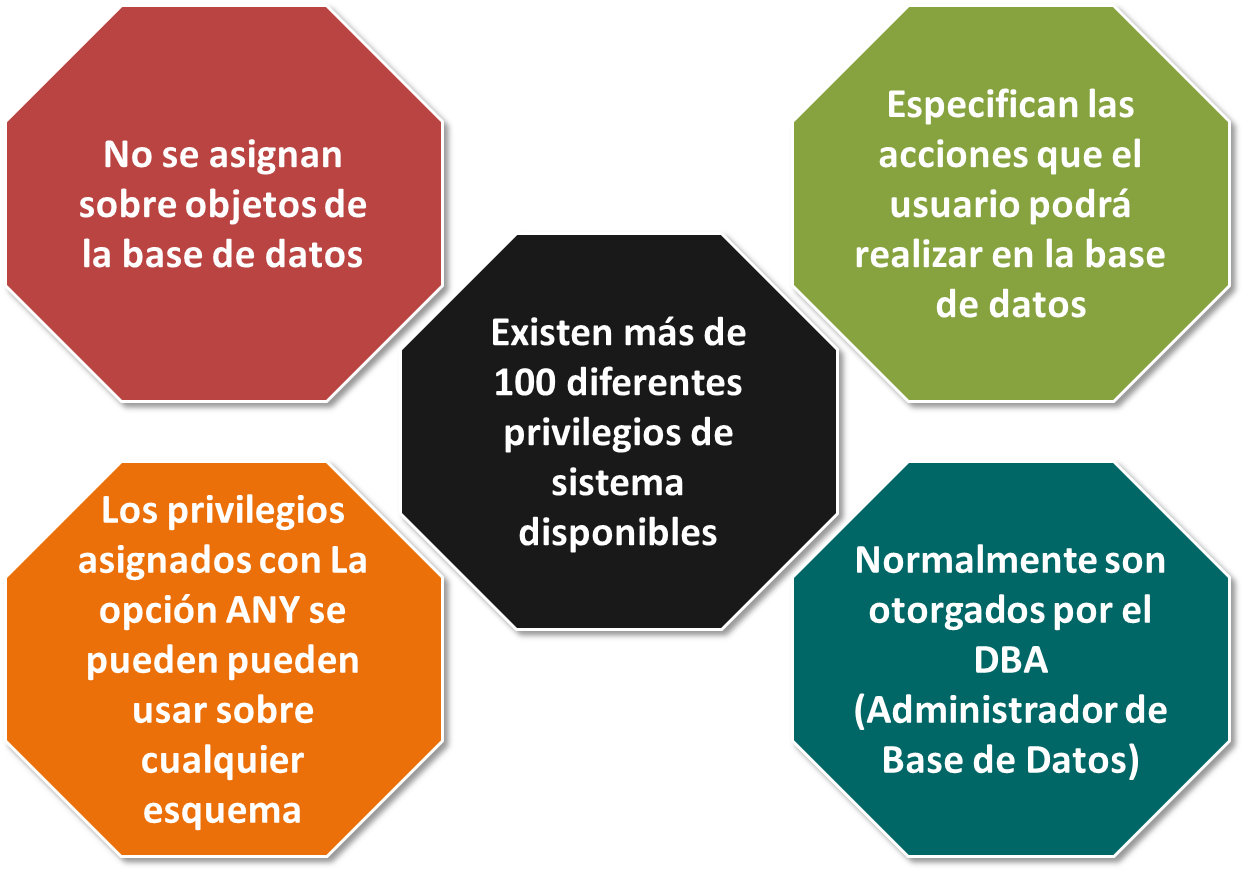 No se asignan
sobre objetos de
la base de datos
Especifican las
acciones que el
usuario podrá
realizar en la base
de datos
Existen más de
100 diferentes
privilegios de
sistema
disponibles
Los privilegios
asignados con La
opción ANY se
pueden pueden
usar sobre
cualquier
esquema
Normalmente son
otorgados por el
DBA
(Administrador de
Base de Datos)